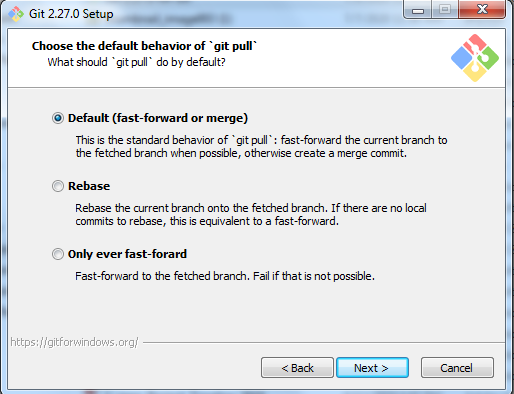 Git 2.27.0 Setup
Choose the default behavior of `git pull`
What should `git pull` do by default?
Default (fast-forward or merge)
This is the standard behavior of `git pull`: fast-forward the current branch to
the fetched branch when possible, otherwise create a merge commit.
Rebase
Rebase the current branch onto the fetched branch. If there are no local
commits to rebase, this is equivalent to a fast-forward.
Only ever fast-forard
Fast-forward to the fetched branch. Fail if that is not possible.
https://gitforwindows.org/
< Back Next > Cancel